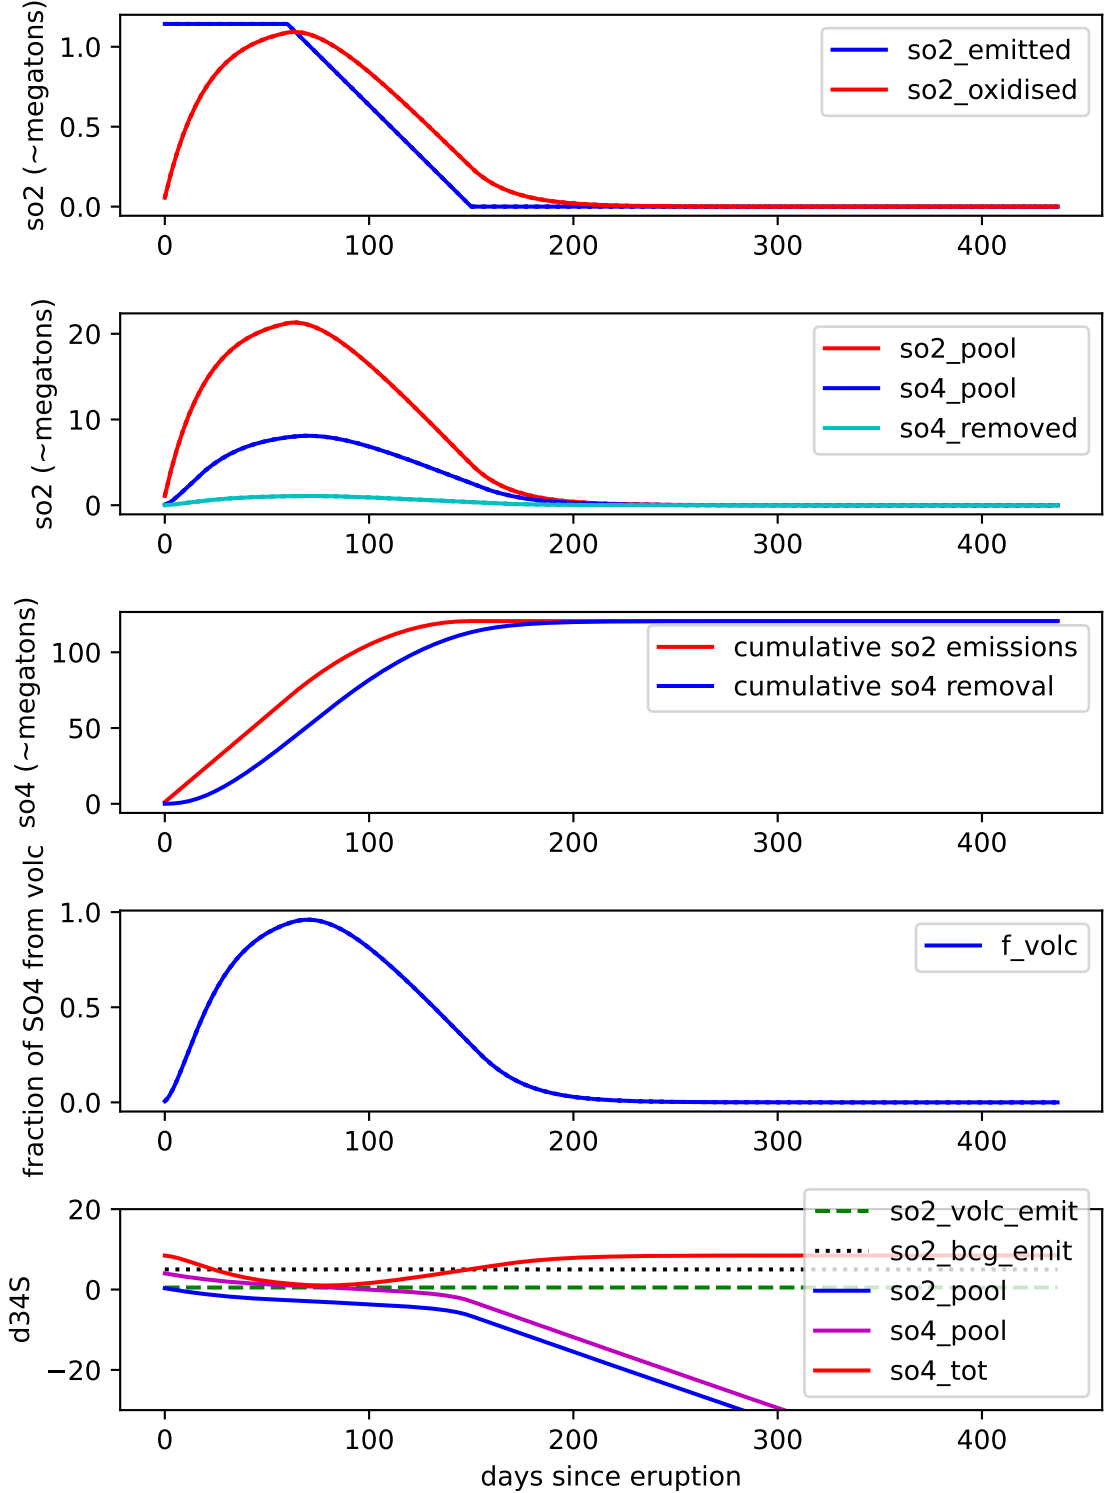 so2 (~megatons)
1.0
0.5
0.0
so2_emitted
so2_oxidised
0 100 200 300 400
so2 (~megatons)
20
10
0
so2_pool
so4_pool
so4_removed
0 100 200 300 400
so4 (~megatons)
100
50
0
cumulative so2 emissions
cumulative so4 removal
0 100 200 300 400
fraction of SO4 from volc
1.0
0.5
0.0
f_volc
0 100 200 300 400
d34S
20
0
−20
so2_volc_emit
so2_bcg_emit
so2_pool
so4_pool
so4_tot
0 100 200 300 400
days since eruption